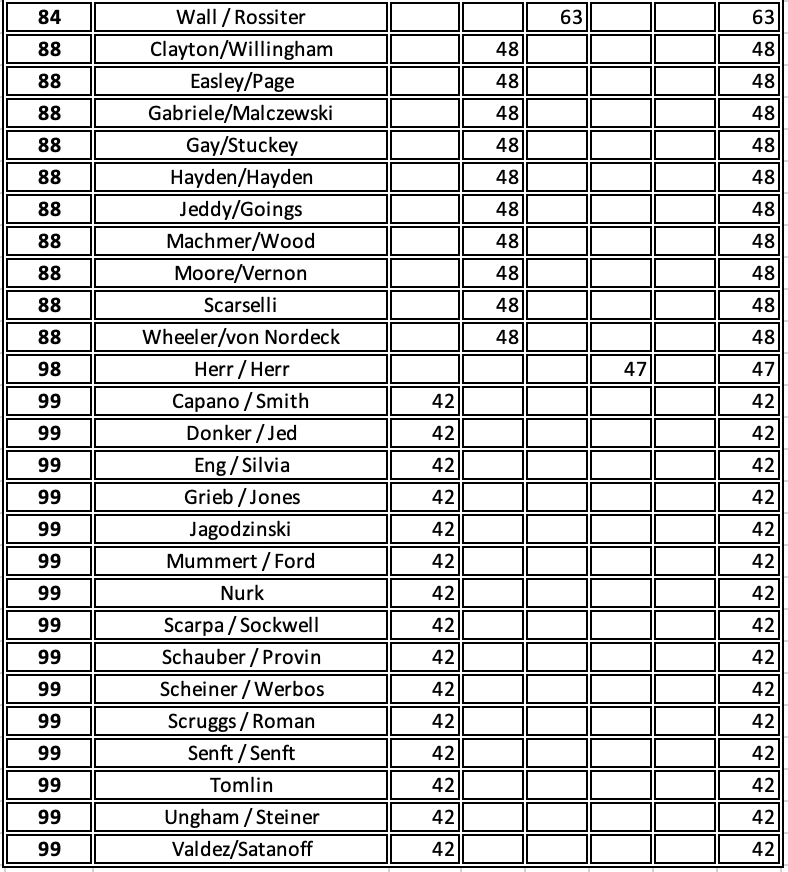 84 Wall / Rossiter 63 63
88 Clayton/Willingham 48 48
88 Easley/Page 48 48
88 Gabriele/Malczewski 48 48
88 Gay/Stuckey 48 48
88 Hayden/Hayden 48 48
88 Jeddy/Goings 48 48
88 Machmer/Wood 48 48
88 Moore/Vernon 48 48
88 Scarselli 48 48
88 Wheeler/von Nordeck 48 48
98 Herr / Herr 47 47
99 Capano / Smith 42 42
99 Donker / Jed 42 42
99 Eng / Silvia 42 42
99 Grieb / Jones 42 42
99 Jagodzinski 42 42
99 Mummert / Ford 42 42
99 Nurk 42 42
99 Scarpa / Sockwell 42 42
99 Schauber / Provin 42 42
99 Scheiner / Werbos 42 42
99 Scruggs / Roman 42 42
99 Senft / Senft 42 42
99 Tomlin 42 42
99 Ungham / Steiner 42 42
99 Valdez/Satanoff 42 42